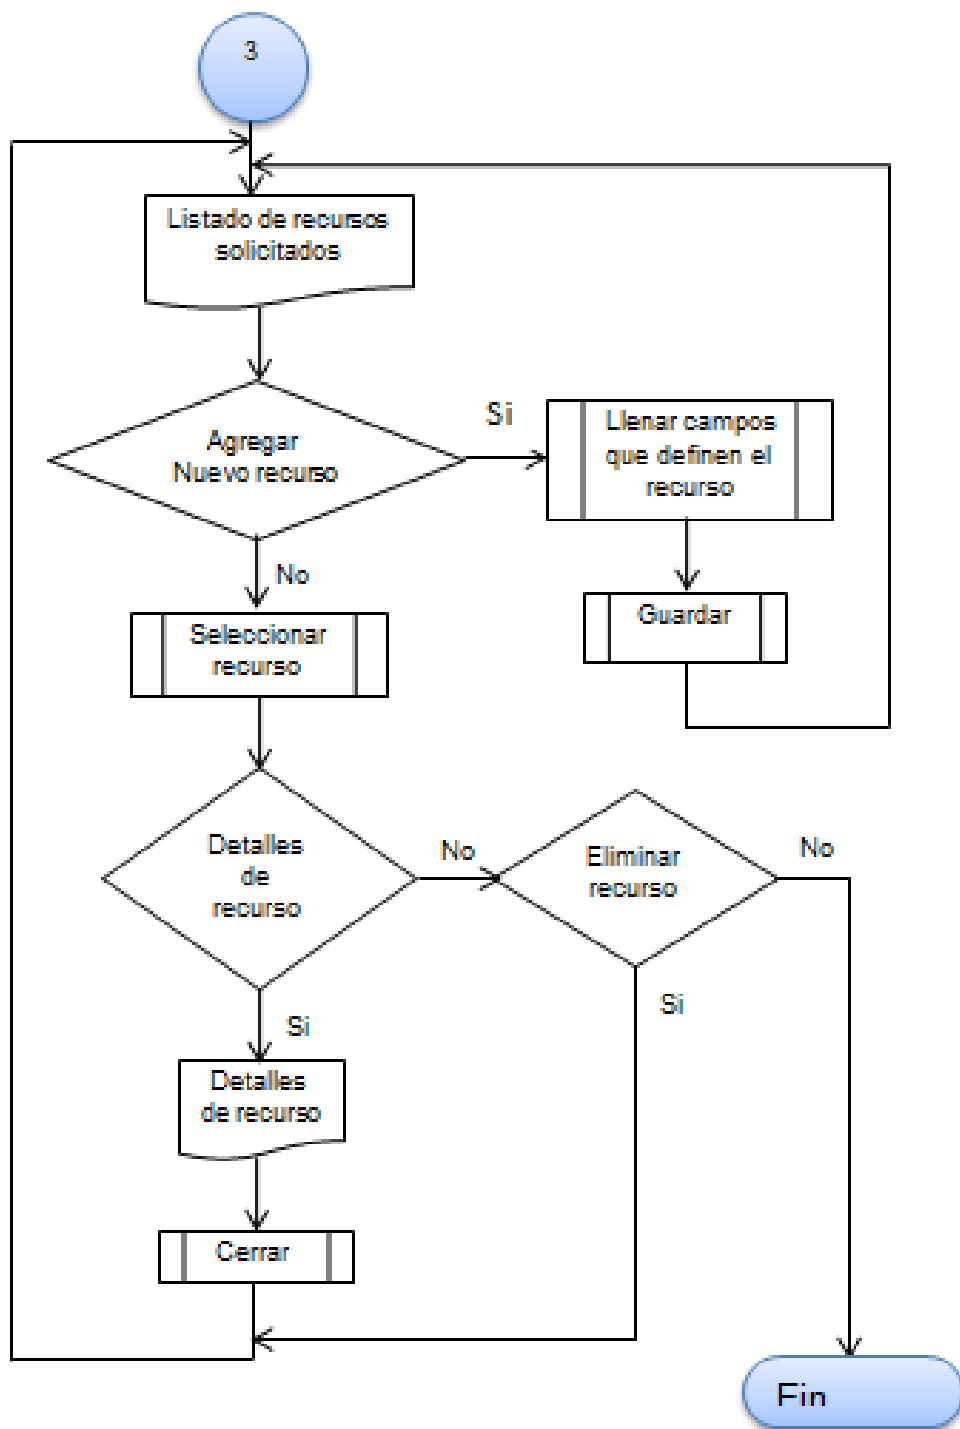 3
Listado de recursos
solicitados
Agregar
Nuevo recurso
Si
Llenar campos
que definen el
recurso
No
Guardar
Seleccionar
recurso
Detalles
de
recurso
No
Eliminar
recurso
No
Si
Si
Detalles
de recurso
Cerrar
Fin